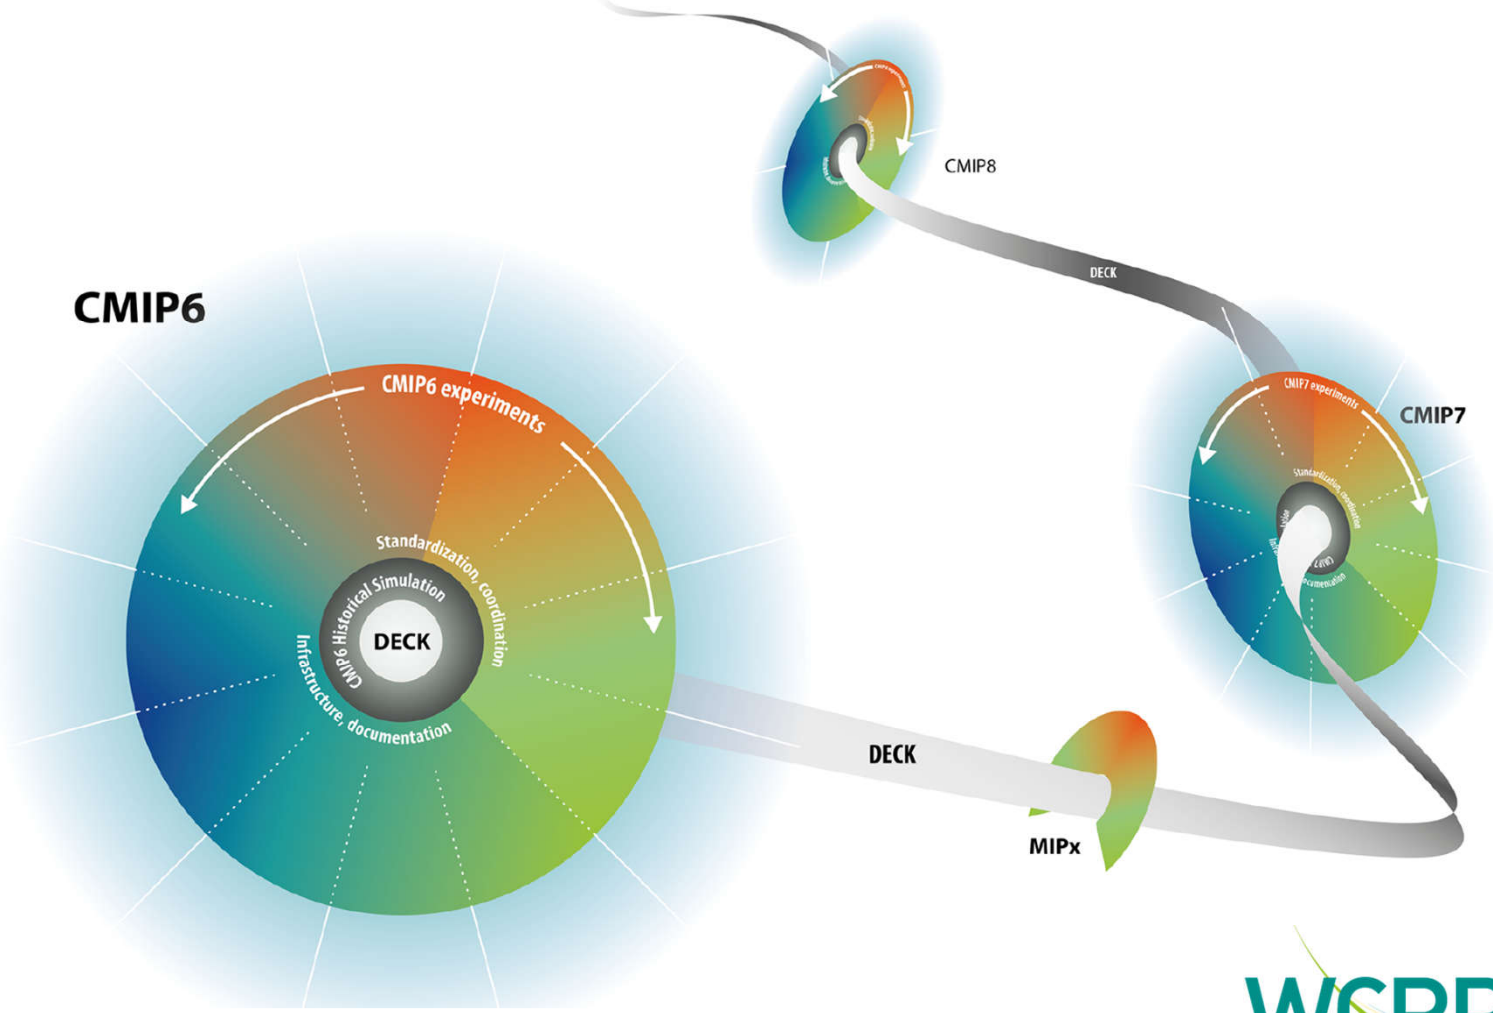 CMIP8
DECK
CMIP6
CMIP6 experiments
Standardization, coordination
CMIP6 Historical Simulation
DECK
Infrastructure, documentation
CMIP7 experiments
CMIP7
Standardization, coordination
CMIP7
DECK
MIPx